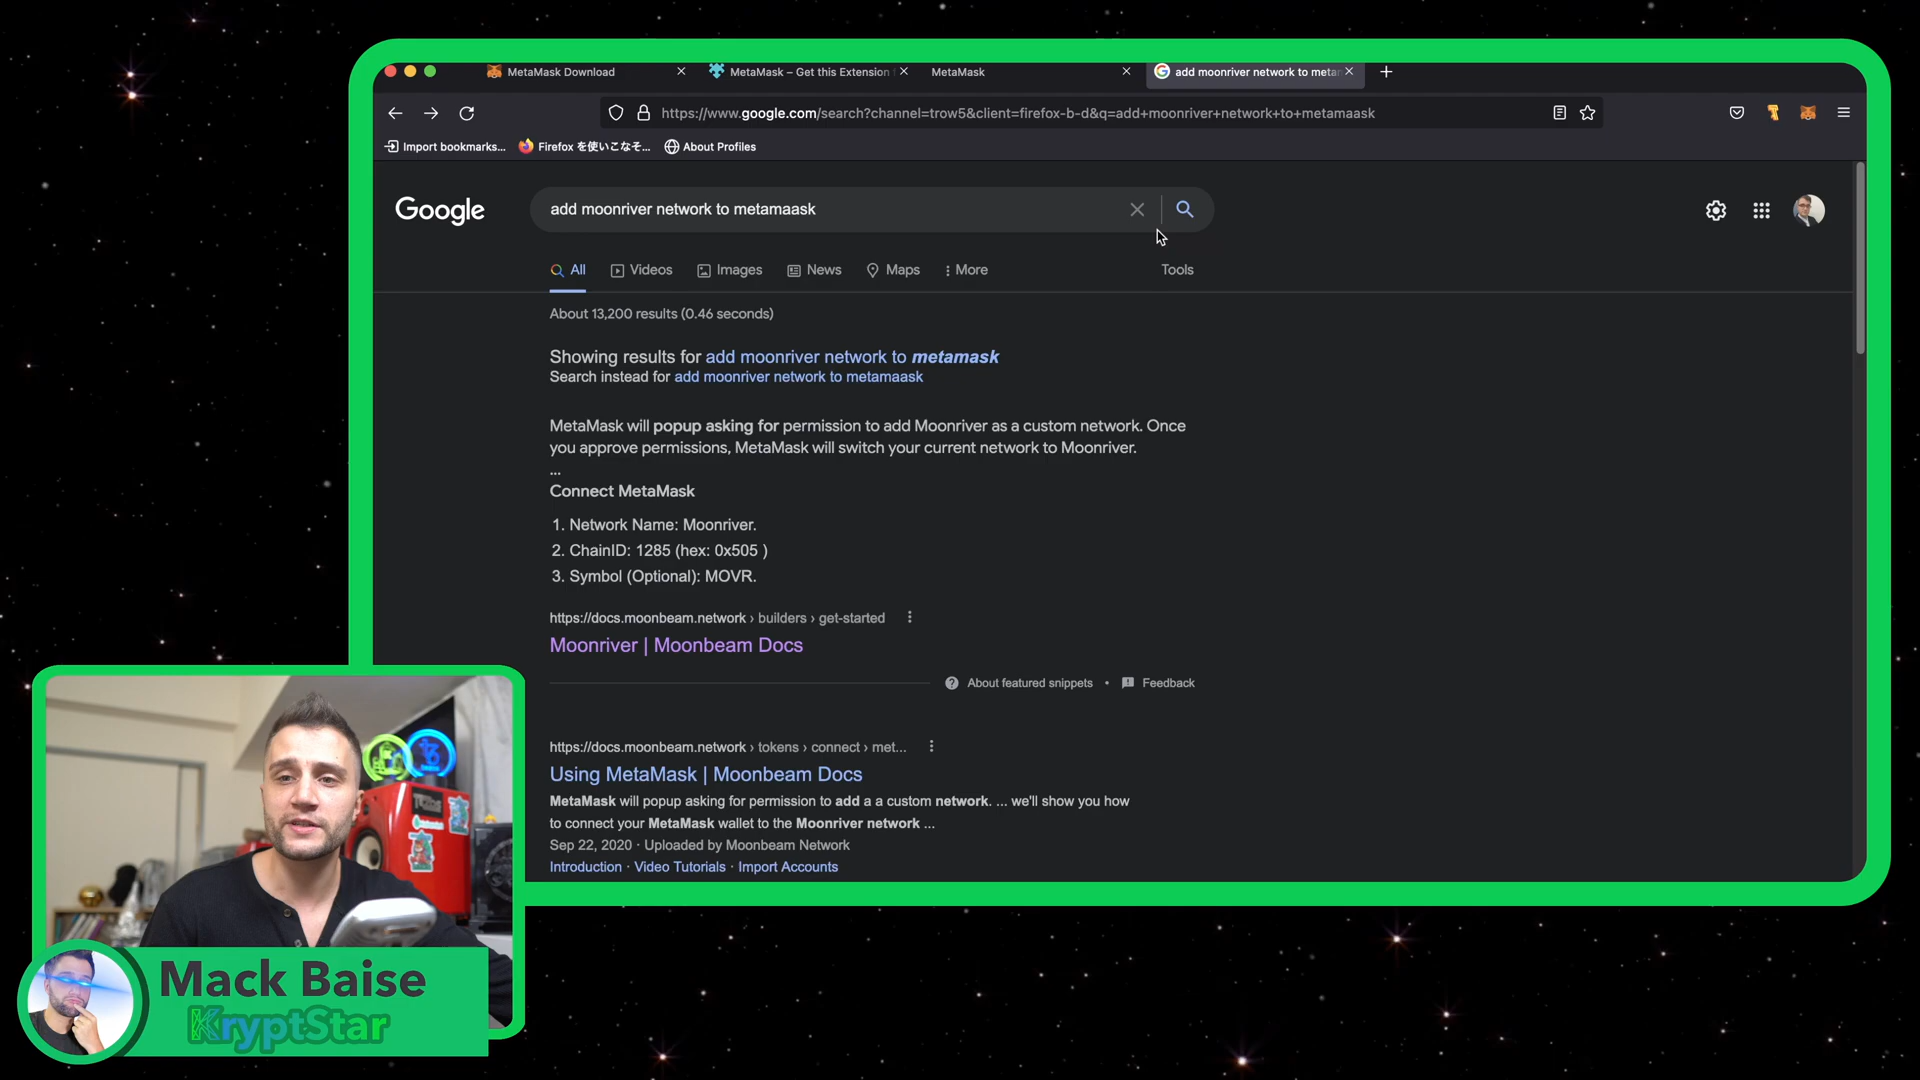 MetaMask Download
MetaMask – Get this Extension
MetaMask
add moonriver network to metar
https://www.google.com/search?channel=trow5&client=firefox-b-d&q=add+moonriver+network+to+metamaask
Import bookmarks...
Firefox を使いこなそ...
About Profiles
Google
add moonriver network to metamaask
All
Videos
Images
News
Maps
More
Tools
About 13,200 results (0.46 seconds)
Showing results for add moonriver network to metamask
Search instead for add moonriver network to metamaask
MetaMask will popup asking for permission to add Moonriver as a custom network. Once
you approve permissions, MetaMask will switch your current network to Moonriver.
...
Connect MetaMask
1. Network Name: Moonriver.
2. ChainID: 1285 (hex: 0x505 )
3. Symbol (Optional): MOVR.
https://docs.moonbeam.network › builders › get-started
Moonriver | Moonbeam Docs
About featured snippets • Feedback
https://docs.moonbeam.network › tokens › connect › met...
Using MetaMask | Moonbeam Docs
MetaMask will popup asking for permission to add a a custom network. ... we'll show you how
to connect your MetaMask wallet to the Moonriver network ...
Sep 22, 2020 · Uploaded by Moonbeam Network
Introduction · Video Tutorials · Import Accounts
Mack Baise
KryptStar